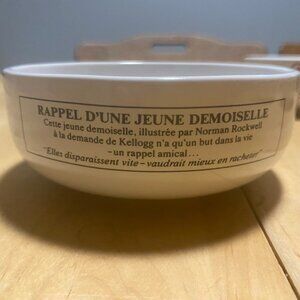 RAPPEL D'UNE JEUNE DEMOISELLE
Cette jeune demoiselle, illustrée par Norman Rockwell
à la demande de Kellogg n'a qu'un but dans la vie
-un rappel amical...
"Elles disparaissent vite-vaudrait mieux en racheter"